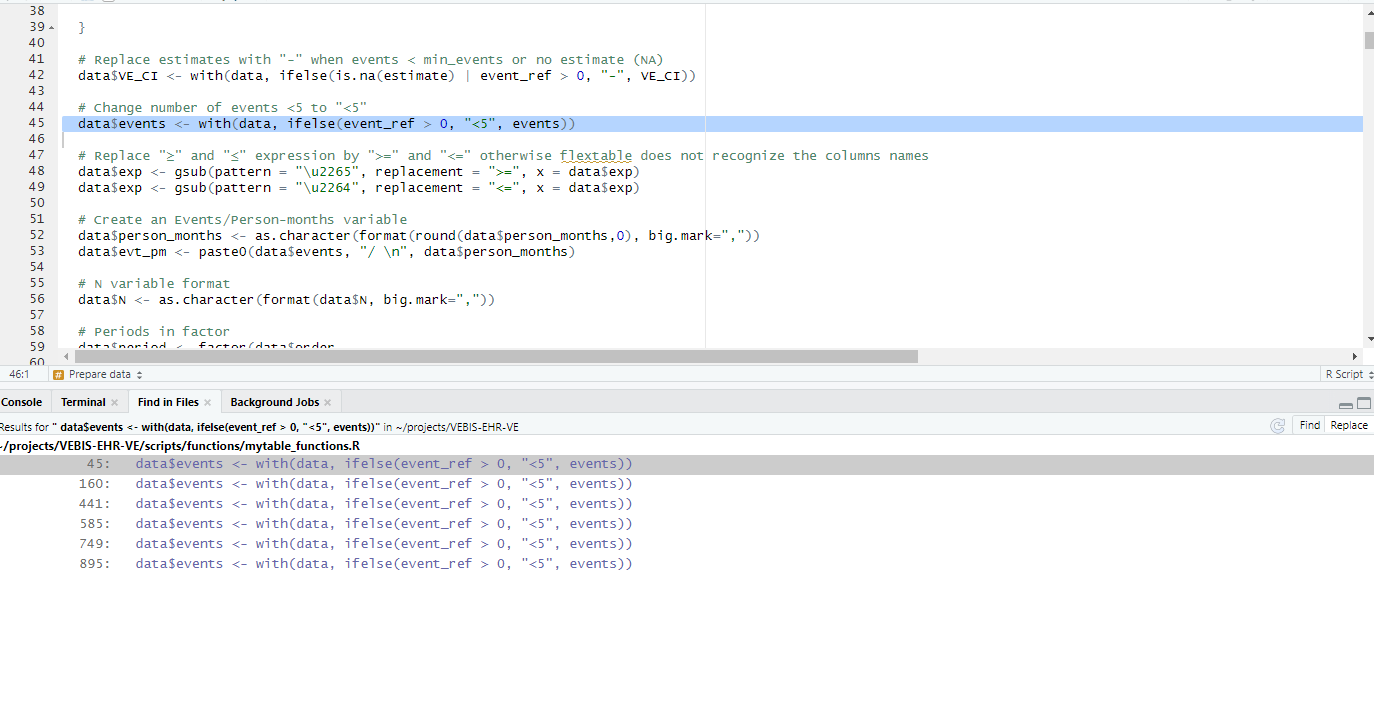 38
39 }
40
41 # Replace estimates with "-" when events < min_events or no estimate (NA)
42 data$VE_CI <- with(data, ifelse(is.na(estimate) | event_ref > 0, "-", VE_CI))
43
44 # Change number of events <5 to "<5"
45 data$events <- with(data, ifelse(event_ref > 0, "<5", events))
46
47 # Replace "≥" and "≤" expression by ">=" and "<=" otherwise flextable does not recognize the columns names
48 data$exp <- gsub(pattern = "\u2265", replacement = ">=", x = data$exp)
49 data$exp <- gsub(pattern = "\u2264", replacement = "<=", x = data$exp)
50
51 # Create an Events/Person-months variable
52 data$person_months <- as.character(format(round(data$person_months,0), big.mark=","))
53 data$evt_pm <- paste0(data$events, "/ \n", data$person_months)
54
55 # N variable format
56 data$N <- as.character(format(data$N, big.mark=","))
57
58 # Periods in factor
59 data$period <- factor(data$order
60
46:1 # Prepare data R Script
Console Terminal Find in Files Background Jobs
Results for " data$events <- with(data, ifelse(event_ref > 0, "<5", events))" in ~/projects/VEBIS-EHR-VE Find Replace
~/projects/VEBIS-EHR-VE/scripts/functions/mytable_functions.R
45: data$events <- with(data, ifelse(event_ref > 0, "<5", events))
160: data$events <- with(data, ifelse(event_ref > 0, "<5", events))
441: data$events <- with(data, ifelse(event_ref > 0, "<5", events))
585: data$events <- with(data, ifelse(event_ref > 0, "<5", events))
749: data$events <- with(data, ifelse(event_ref > 0, "<5", events))
895: data$events <- with(data, ifelse(event_ref > 0, "<5", events))